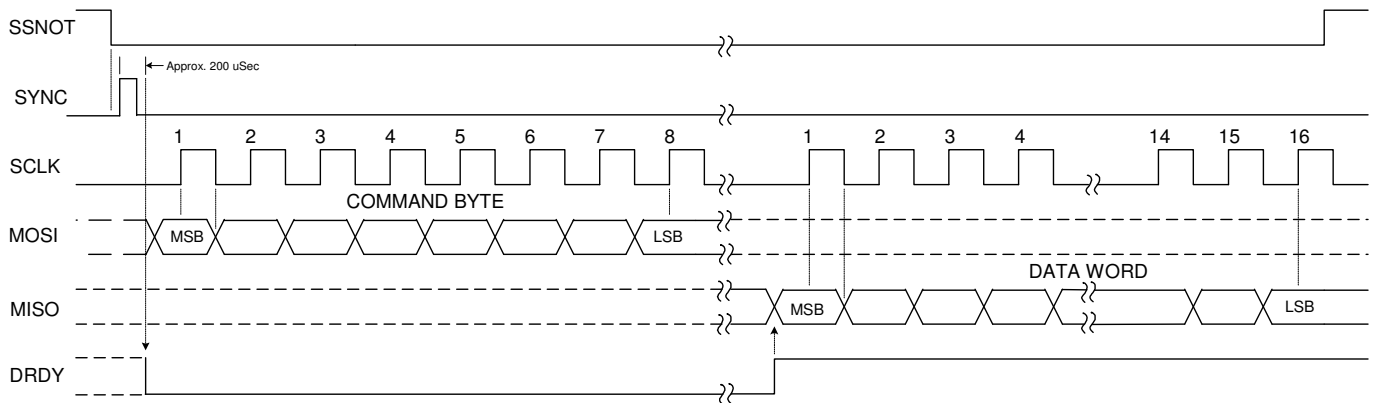 SSNOT
Approx. 200 uSec
SYNC
1 2 3 4 5 6 7 8 1 2 3 4 14 15 16
SCLK
COMMAND BYTE
MOSI MSB LSB
DATA WORD
MISO MSB LSB
DRDY